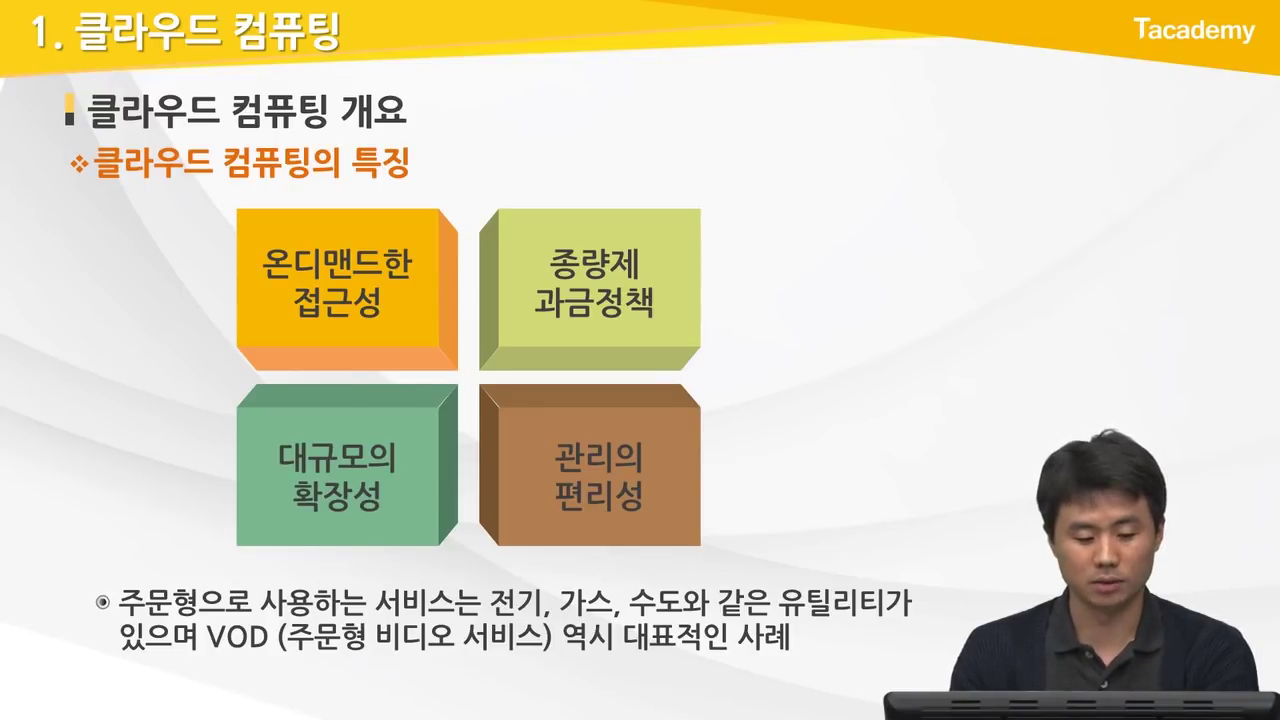 1. 클라우드 컴퓨팅
Tacademy
클라우드 컴퓨팅 개요
클라우드 컴퓨팅의 특징
온디맨드한
접근성
종량제
과금정책
대규모의
확장성
관리의
편리성
주문형으로 사용하는 서비스는 전기, 가스, 수도와 같은 유틸리티가
있으며 VOD (주문형 비디오 서비스) 역시 대표적인 사례